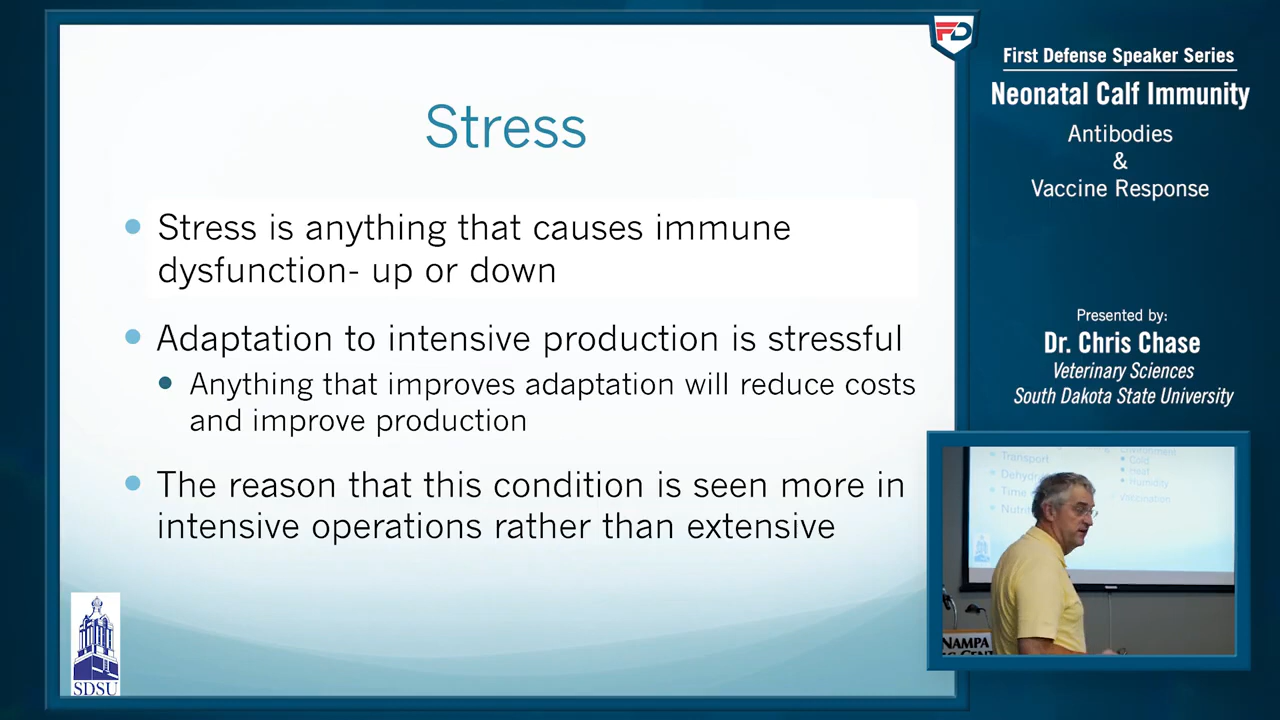 Stress
Stress is anything that causes immune
dysfunction- up or down
Adaptation to intensive production is stressful
Anything that improves adaptation will reduce costs
and improve production
The reason that this condition is seen more in
intensive operations rather than extensive
SDSU
FD
First Defense Speaker Series
Neonatal Calf Immunity
Antibodies
&
Vaccine Response
Presented by:
Dr. Chris Chase
Veterinary Sciences
South Dakota State University
Transport
Time
Cold
Heat
Humidity
Vaccination
NAMPA